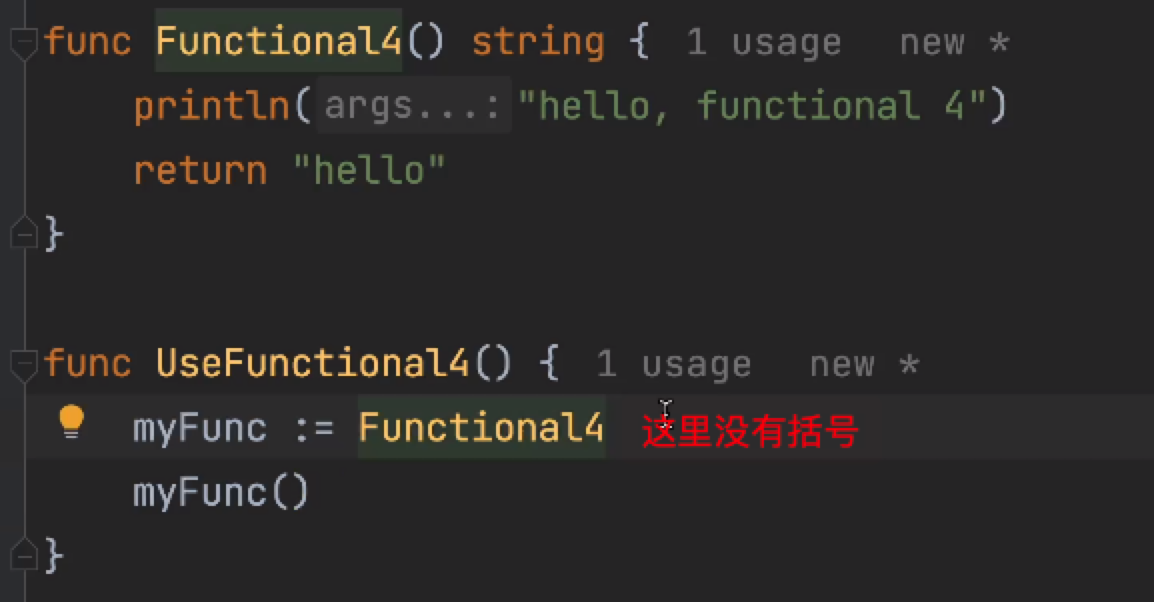 func Functional4() string { 1 usage new *
println( args...: "hello, functional 4")
return "hello"
}
func UseFunctional4() { 1 usage new *
myFunc := Functional4 这里没有括号
myFunc()
}